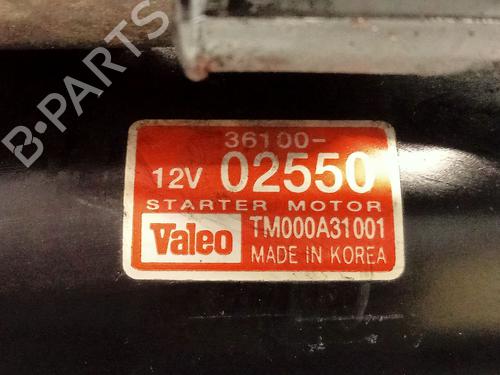 B·PARTS
36100-
12V 02550
STARTER MOTOR
Valeo TM000A31001
MADE IN KOREA